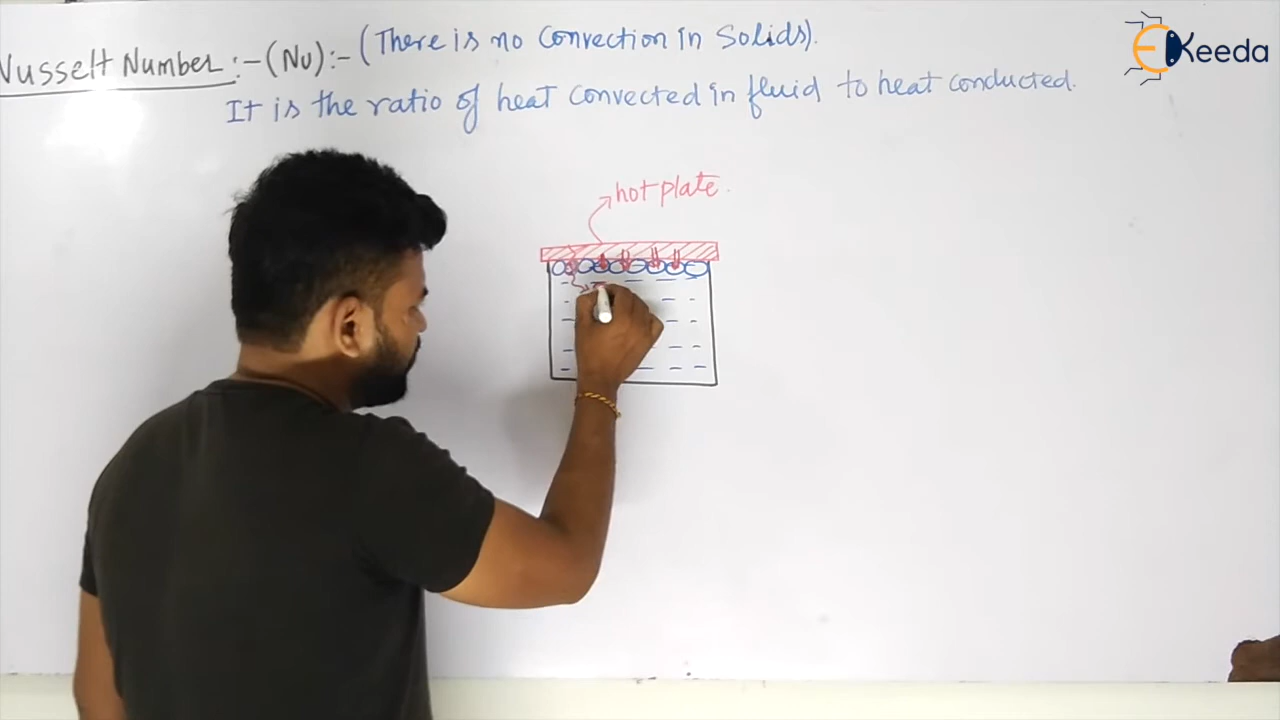 Nusselt Number :- (Nu) :- (There is no Convection in Solids).
It is the ratio of heat convected in fluid to heat conducted.
hot plate.
EKeeda